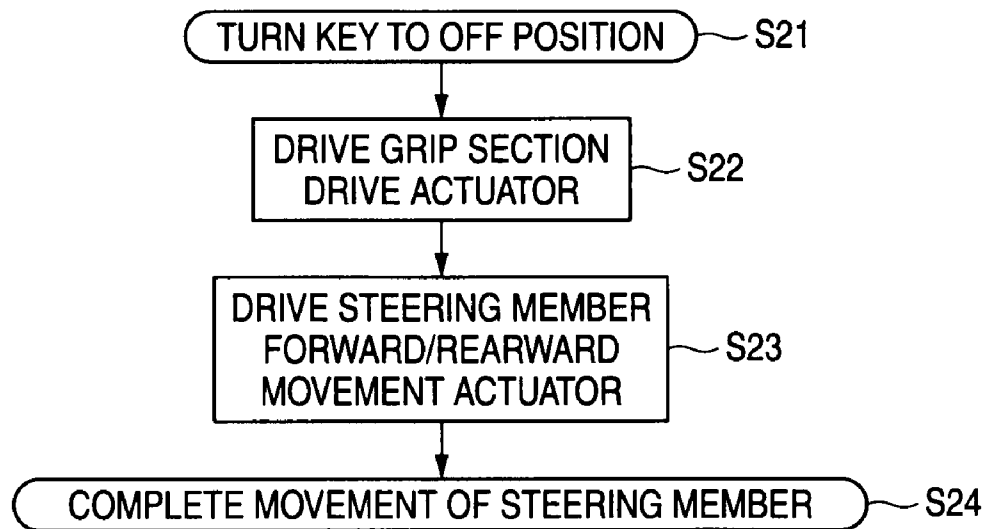 TURN KEY TO OFF POSITION S21
DRIVE GRIP SECTION
DRIVE ACTUATOR
S22
DRIVE STEERING MEMBER
FORWARD/REARWARD
MOVEMENT ACTUATOR
S23
COMPLETE MOVEMENT OF STEERING MEMBER S24